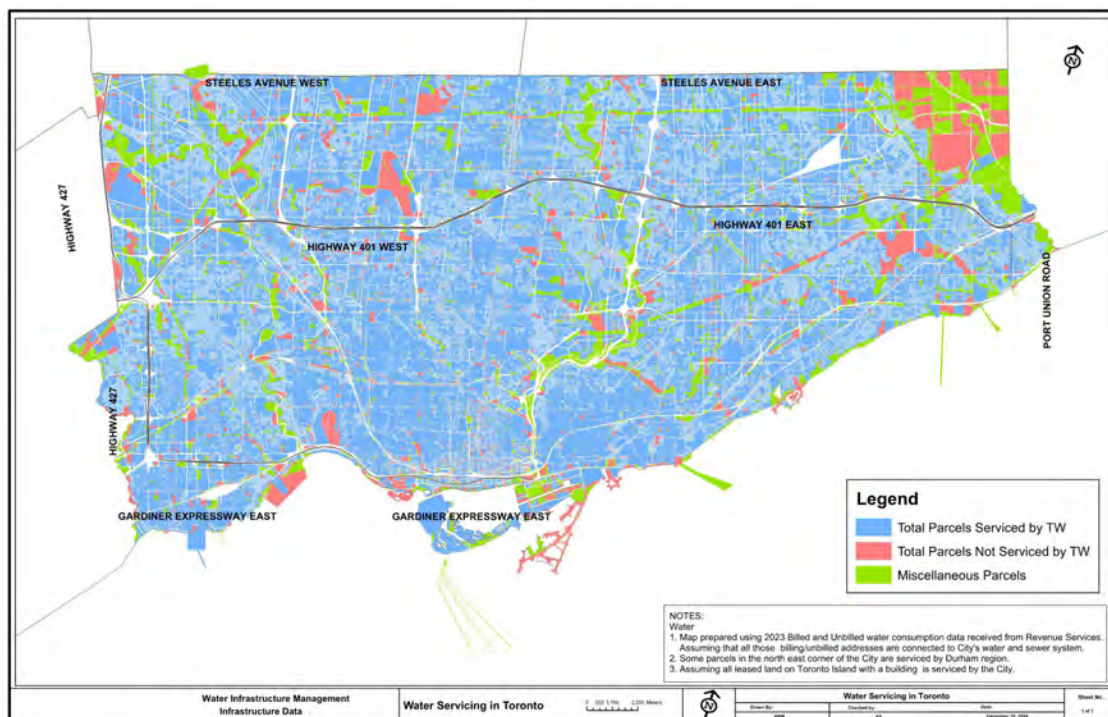 STEELES AVENUE WEST
STEELES AVENUE EAST
N
HIGHWAY 427
HIGHWAY 401 WEST
HIGHWAY 401 EAST
PORT UNION ROAD
HIGHWAY 427
GARDINER EXPRESSWAY EAST
GARDINER EXPRESSWAY EAST
Legend
Total Parcels Serviced by TW
Total Parcels Not Serviced by TW
Miscellaneous Parcels
NOTES:
Water
1. Map prepared using 2023 Billed and Unbilled water consumption data received from Revenue Services.
Assuming that all those billing/unbilled addresses are connected to City's water and sewer system.
2. Some parcels in the north east corner of the City are serviced by Durham region.
3. Assuming all leased land on Toronto Island with a building is serviced by the City.
Water Infrastructure Management
Infrastructure Data
Water Servicing in Toronto
Meters
N
Water Servicing in Toronto
Drawn By:
Checked by:
Date:
Sheet No.
1 of 1